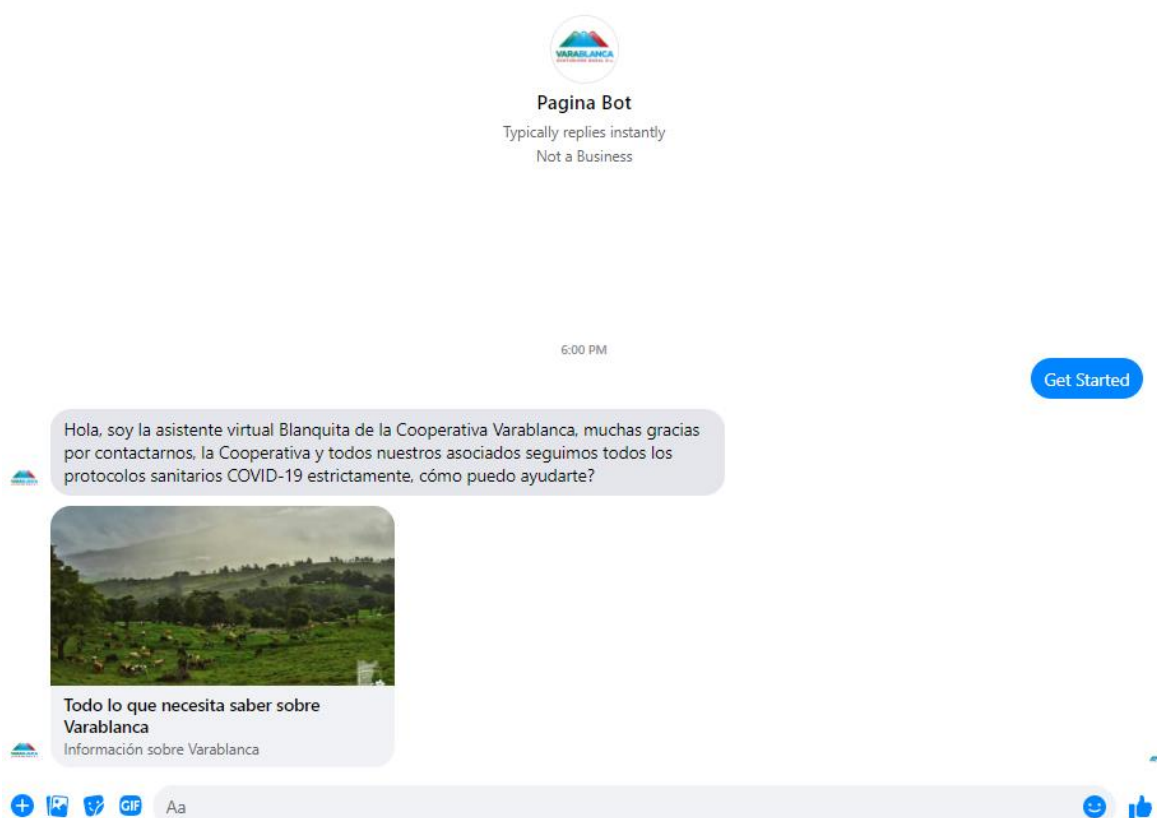 VARABLANCA
Pagina Bot
Typically replies instantly
Not a Business
6:00 PM
Get Started
Hola, soy la asistente virtual Blanquita de la Cooperativa Varablanca, muchas gracias
por contactarnos, la Cooperativa y todos nuestros asociados seguimos todos los
protocolos sanitarios COVID-19 estrictamente, cómo puedo ayudarte?
Todo lo que necesita saber sobre
Varablanca
Información sobre Varablanca
GIF
Aa